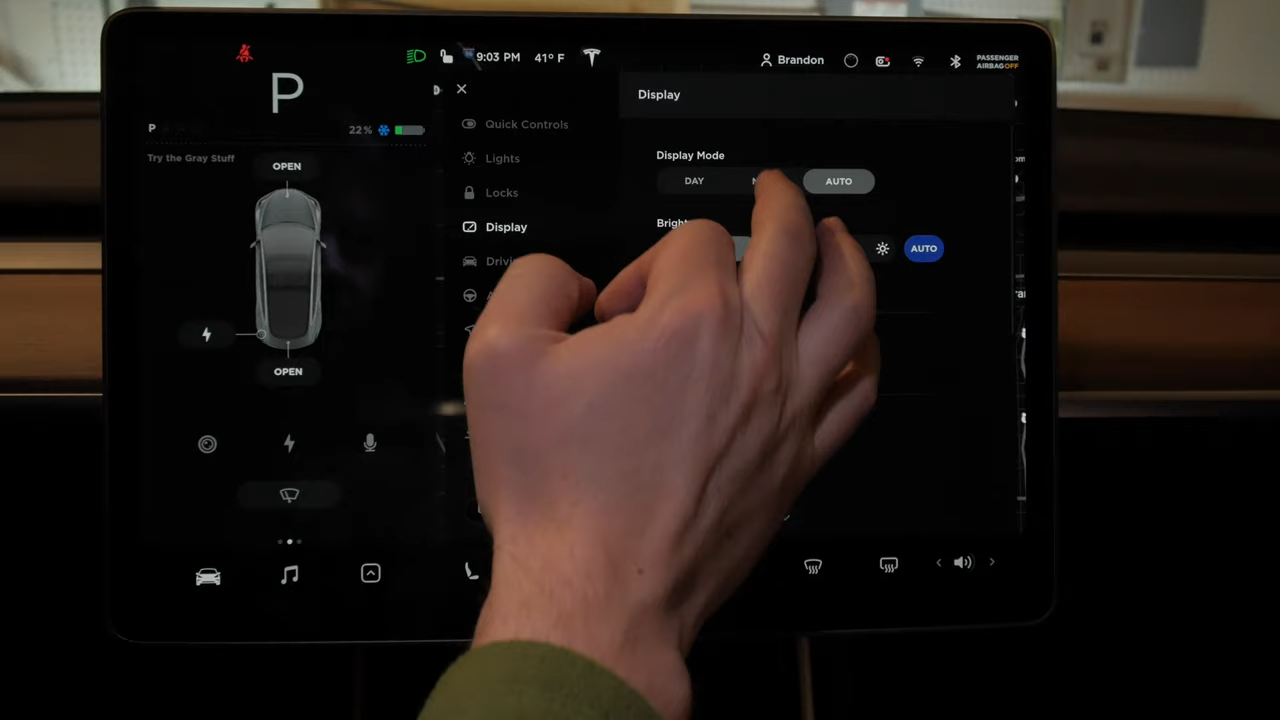 9:03 PM 41° F Brandon PASSENGER
AIRBAG OFF
P
P
22%
Try the Gray Stuff
OPEN
OPEN
Quick Controls
Lights
Locks
Display
Display
Display Mode
DAY
AUTO
AUTO